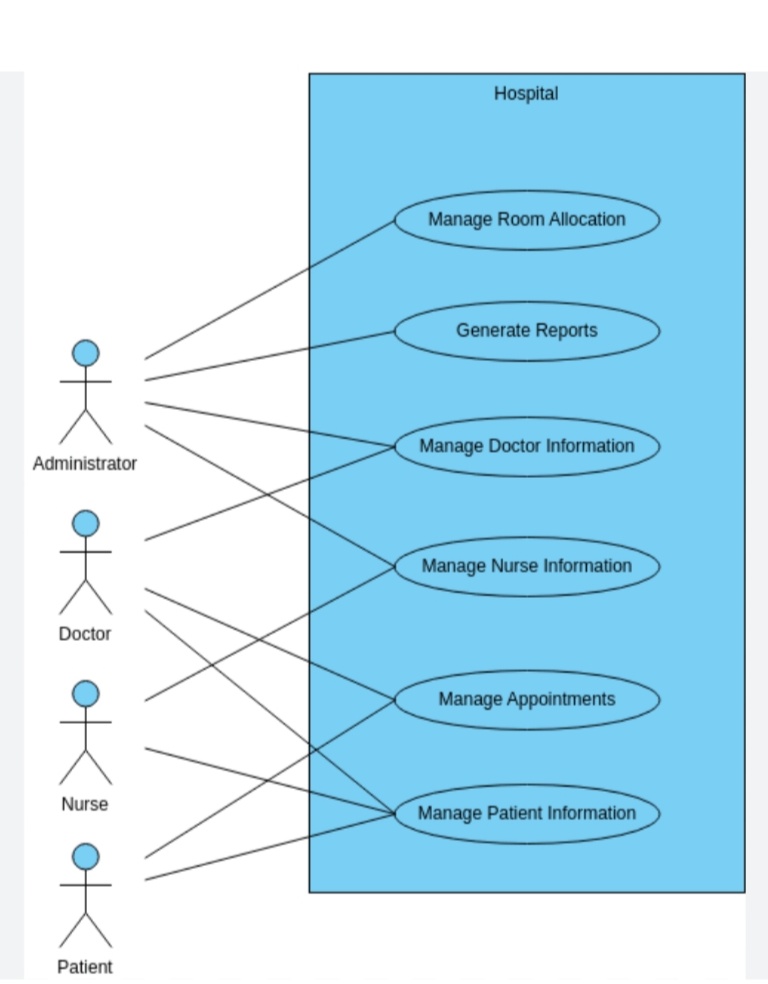 Hospital
Manage Room Allocation
Generate Reports
Manage Doctor Information
Administrator
Manage Nurse Information
Doctor
Manage Appointments
Nurse
Manage Patient Information
Patient